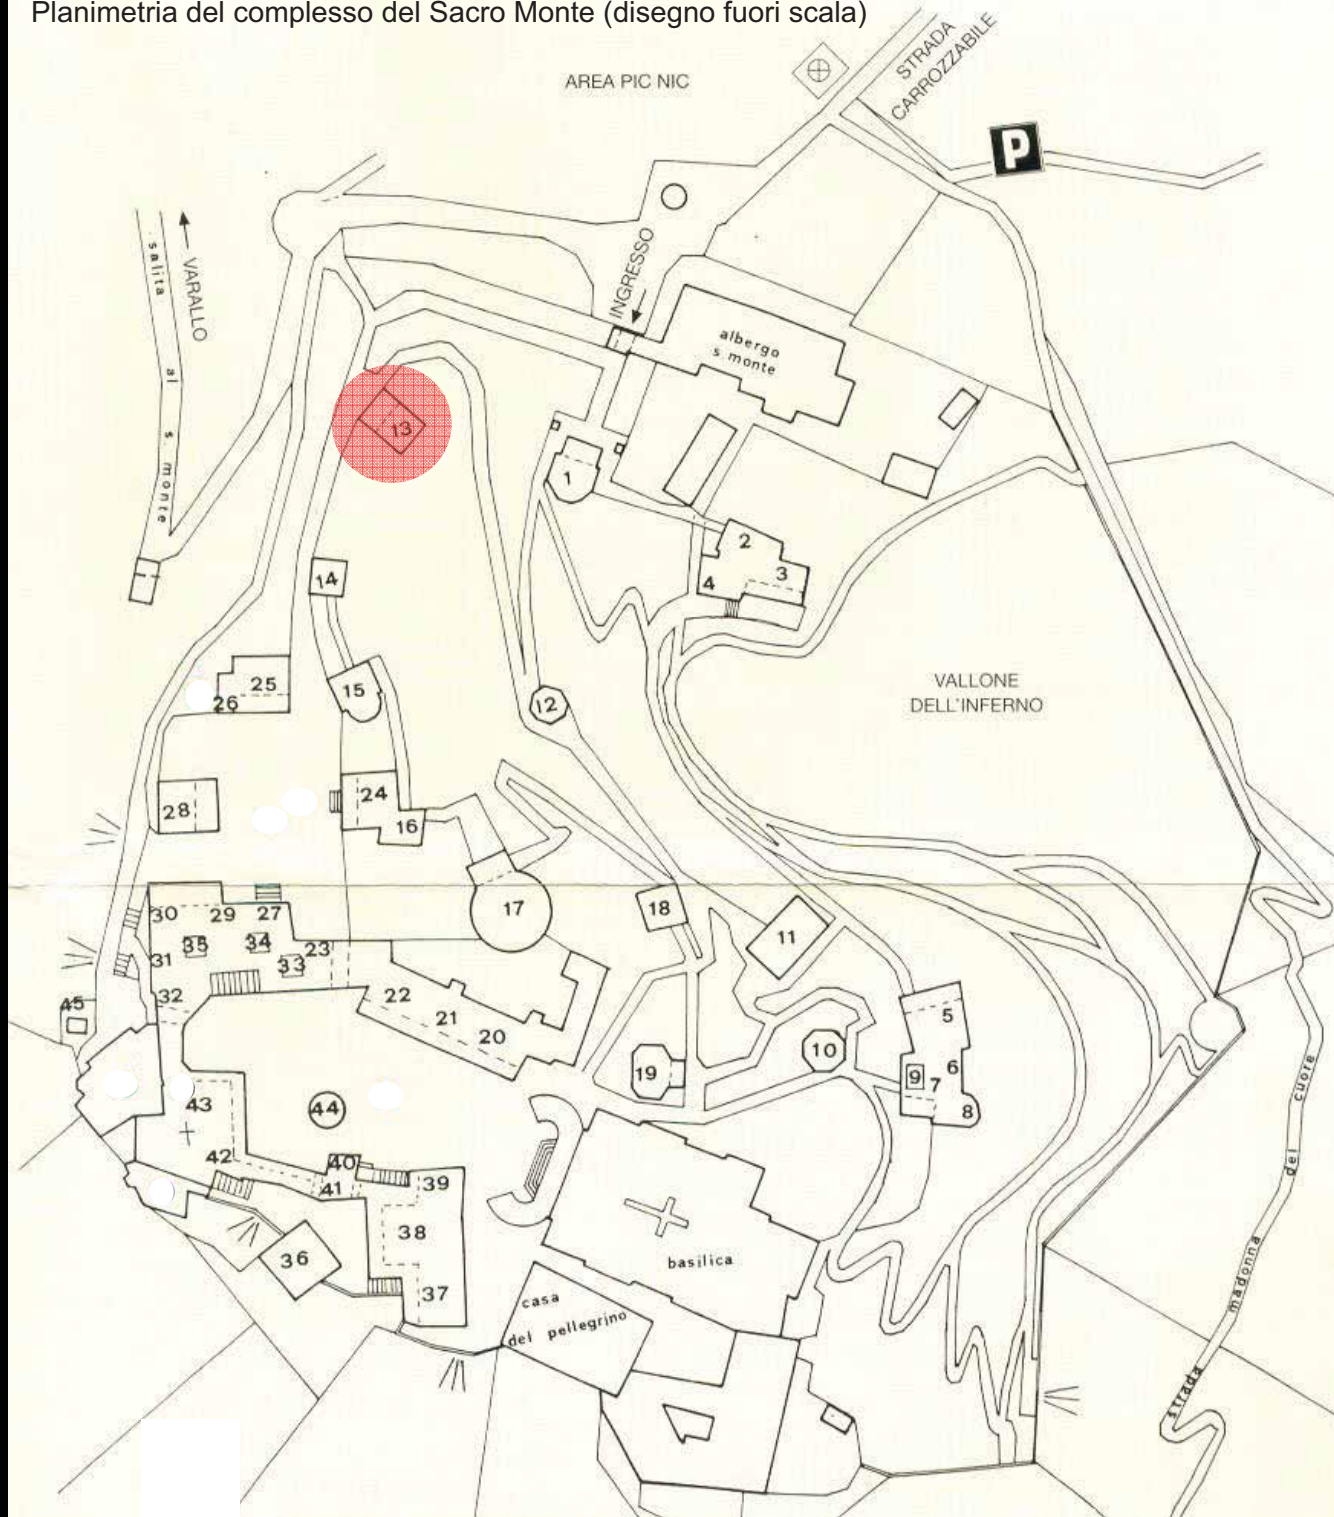 Planimetria del complesso del Sacro Monte (disegno fuori scala)
STRADA
CARROZZABILE
AREA PIC NIC
P
INGRESSO
VARALLO
salita al s. monte
albergo
s. monte
13
1
2
3
4
14
15
25
26
12
VALLONE
DELL'INFERNO
28
24
16
17
18
11
30
29
27
35
34
33
23
31
32
22
21
20
45
5
6
9
7
8
10
19
43
44
42
40
41
39
38
37
36
basilica
casa
del pellegrino
strada madonna del cuore